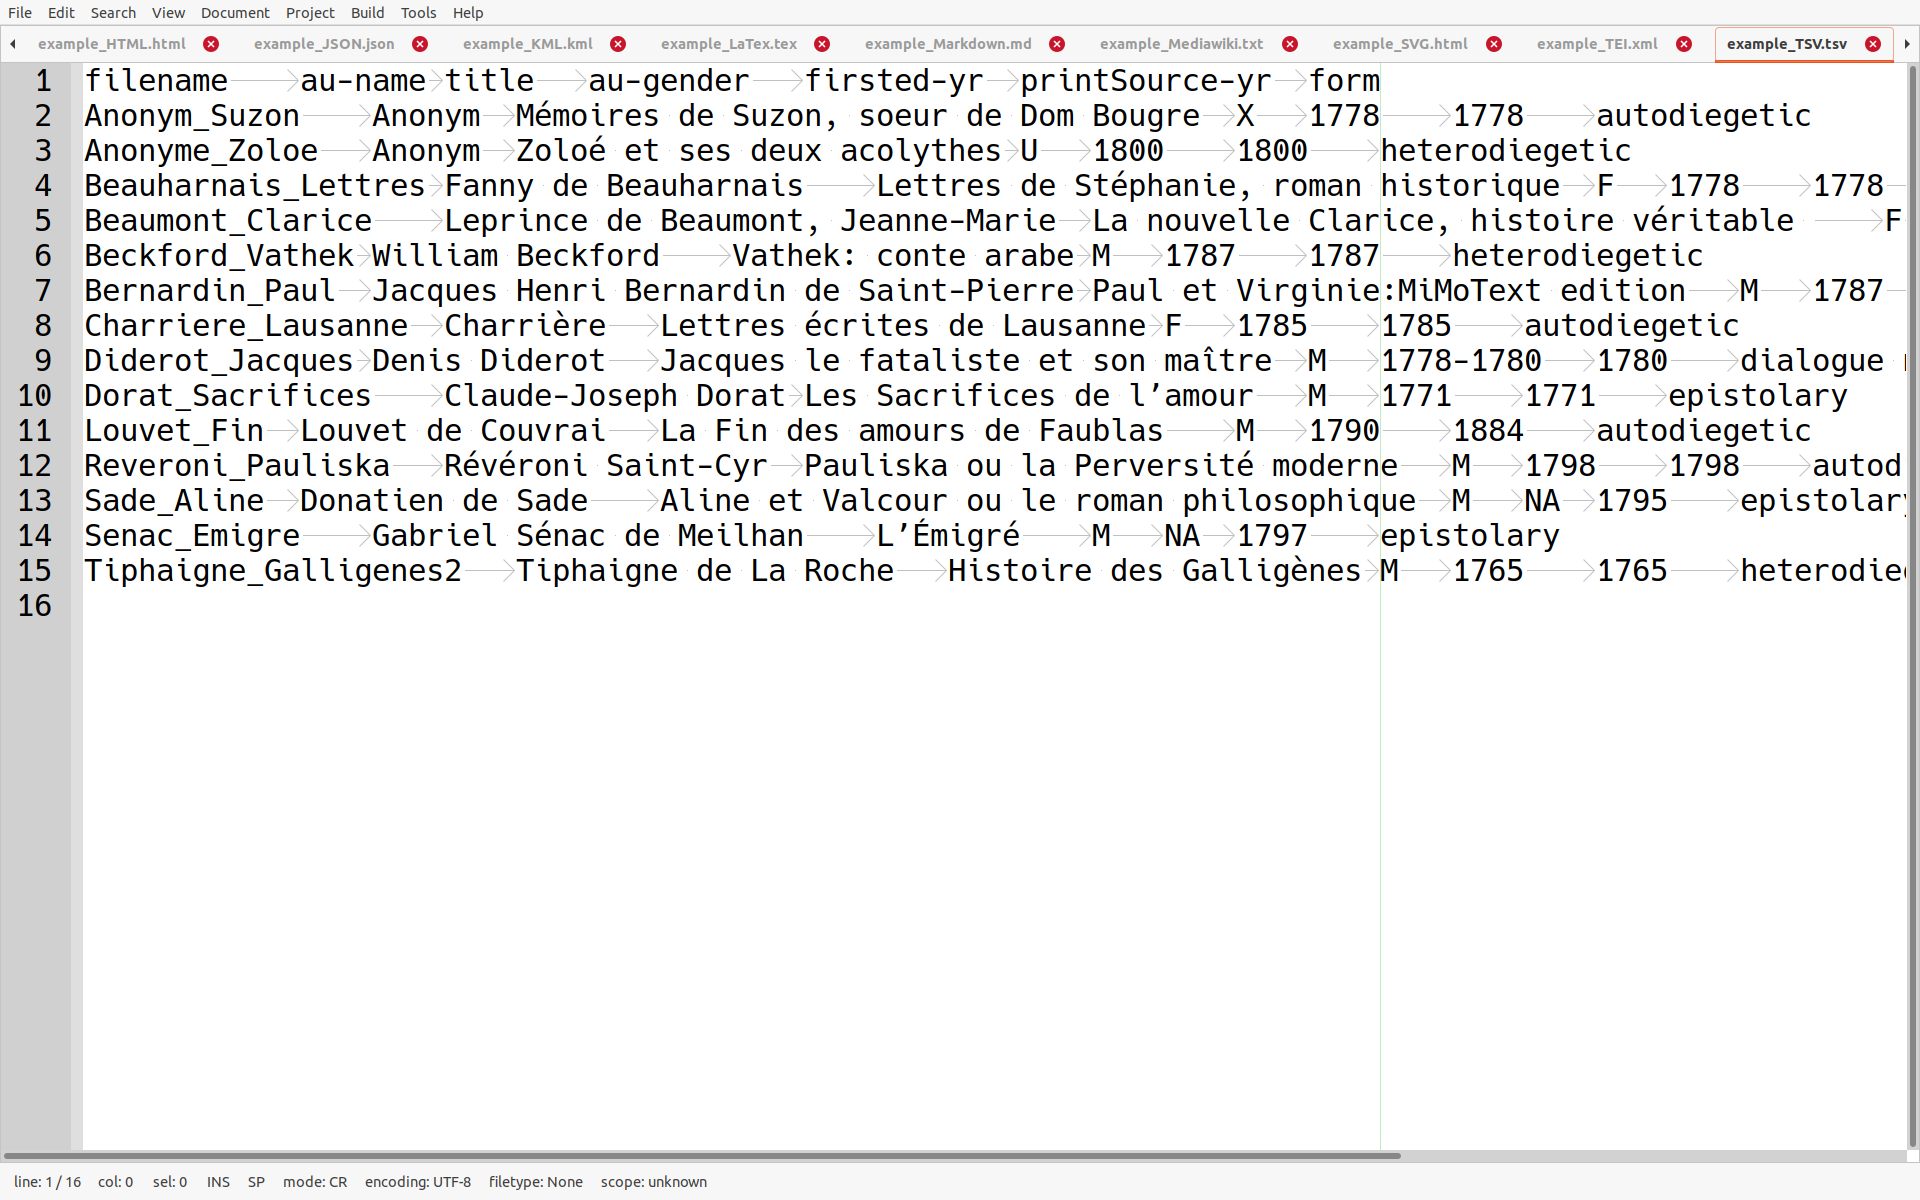 File Edit Search View Document Project Build Tools Help
example_HTML.html example_JSON.json example_KML.kml example_LaTex.tex example_Markdown.md example_Mediawiki.txt example_SVG.html example_TEI.xml example_TSV.tsv
1 filename au-name title au-gender firsted-yr printSource-yr form
2 Anonym_Suzon Anonym Mémoires de Suzon, soeur de Dom Bougre X 1778 1778 autodiegetic
3 Anonyme_Zoloe Anonym Zoloé et ses deux acolythes U 1800 1800 heterodiegetic
4 Beauharnais_Lettres Fanny de Beauharnais Lettres de Stéphanie, roman historique F 1778 1778
5 Beaumont_Clarice Leprince de Beaumont, Jeanne-Marie La nouvelle Clarice, histoire véritable F
6 Beckford_Vathek William Beckford Vathek: conte arabe M 1787 1787 heterodiegetic
7 Bernardin_Paul Jacques Henri Bernardin de Saint-Pierre Paul et Virginie:MiMoText edition M 1787
8 Charriere_Lausanne Charrière Lettres écrites de Lausanne F 1785 1785 autodiegetic
9 Diderot_Jacques Denis Diderot Jacques le fataliste et son maître M 1778-1780 1780 dialogue
10 Dorat_Sacrifices Claude-Joseph Dorat Les Sacrifices de l’amour M 1771 1771 epistolary
11 Louvet_Fin Louvet de Couvrai La Fin des amours de Faublas M 1790 1884 autodiegetic
12 Reveroni_Pauliska Révéroni Saint-Cyr Pauliska ou la Perversité moderne M 1798 1798 autod
13 Sade_Aline Donatien de Sade Aline et Valcour ou le roman philosophique M NA 1795 epistolary
14 Senac_Emigre Gabriel Sénac de Meilhan L’Émigré M NA 1797 epistolary
15 Tiphaigne_Galligenes2 Tiphaigne de La Roche Histoire des Galligènes M 1765 1765 heterodie
16
line: 1 / 16 col: 0 sel: 0 INS SP mode: CR encoding: UTF-8 filetype: None scope: unknown